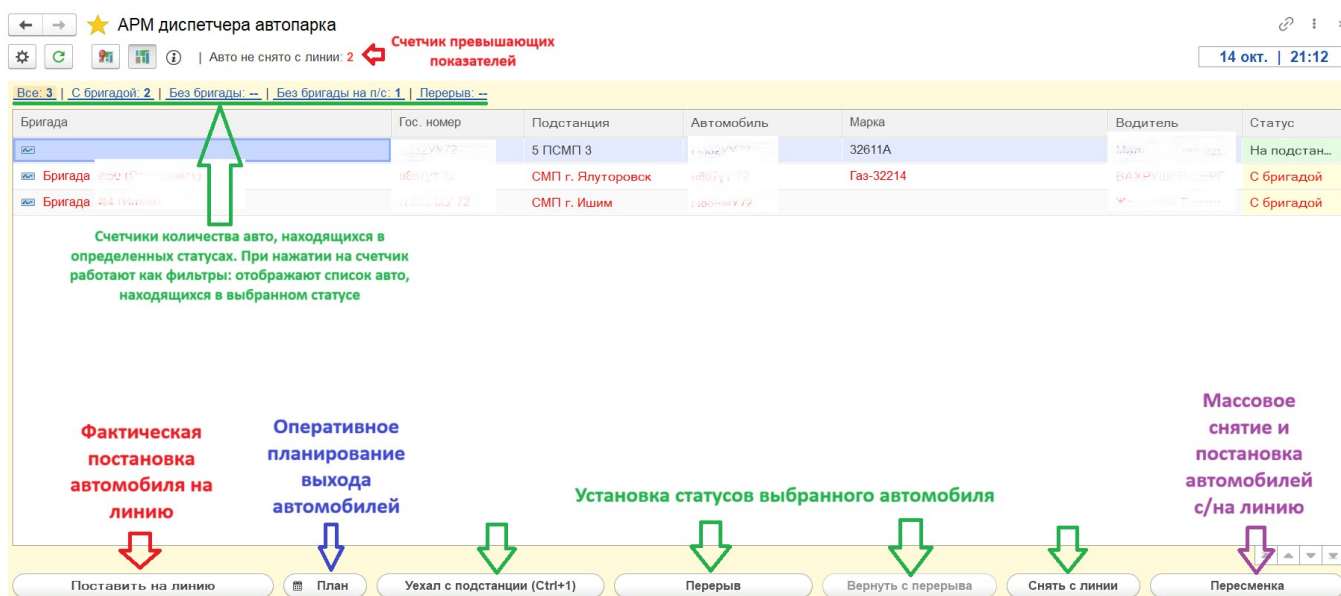 АРМ диспетчера автопарка
Авто не снято с линии: 2
Счетчик превышающих
показателей
14 окт. | 21:12
Все: 3 | С бригадой: 2 | Без бригады: -- | Без бригады на п/с: 1 | Перерыв: --
Бригада Гос. номер Подстанция Автомобиль Марка Водитель Статус
5 ПСМП 3 32611А На подстан...
Бригада СМП г. Ялуторовск Газ-32214 С бригадой
Бригада СМП г. Ишим С бригадой
Счетчики количества авто, находящихся в
определенных статусах. При нажатии на счетчик
работают как фильтры: отображают список авто,
находящихся в выбранном статусе
Фактическая
постановка
автомобиля на
линию
Оперативное
планирование
выхода
автомобилей
Установка статусов выбранного автомобиля
Массовое
снятие и
постановка
автомобилей
с/на линию
Поставить на линию План Уехал с подстанции (Ctrl+1) Перерыв Вернуть с перерыва Снять с линии Пересменка